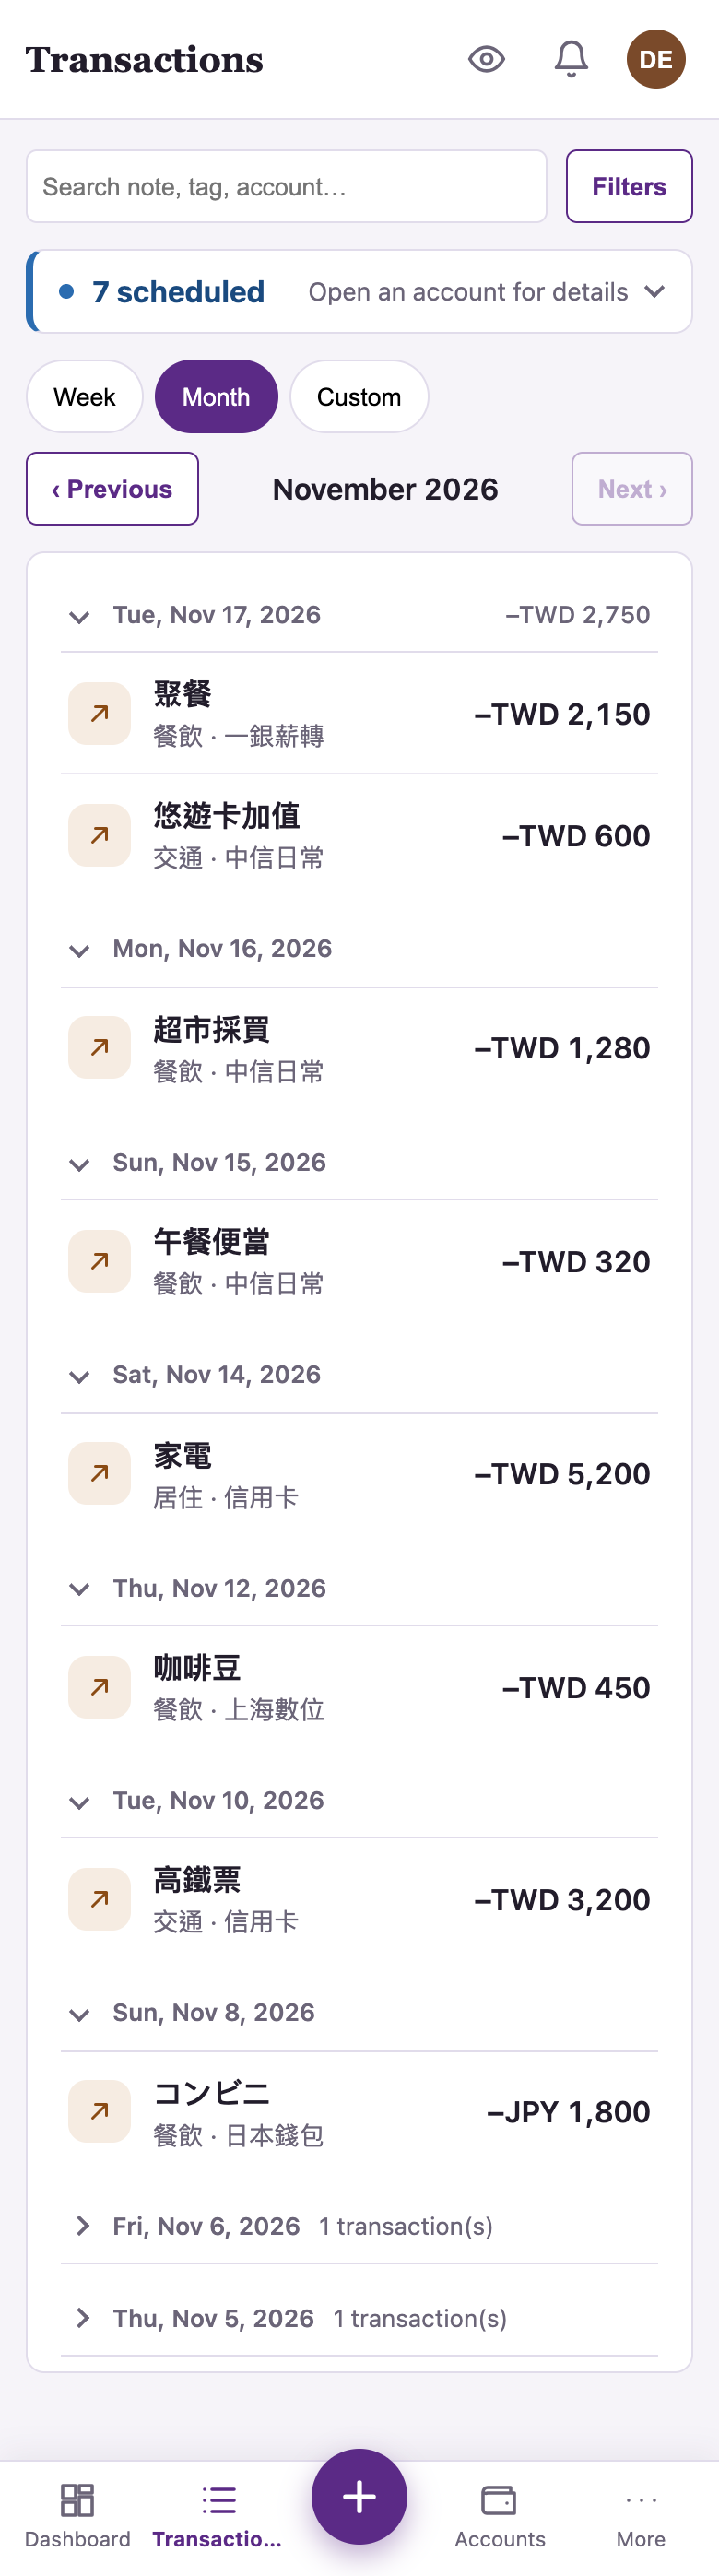 Transactions
DE
Search note, tag, account…
Filters
7 scheduled
Open an account for details
Week
Month
Custom
‹ Previous
November 2026
Next ›
Tue, Nov 17, 2026
–TWD 2,750
聚餐
–TWD 2,150
餐飲 · 一銀薪轉
悠遊卡加值
–TWD 600
交通 · 中信日常
Mon, Nov 16, 2026
超市採買
–TWD 1,280
餐飲 · 中信日常
Sun, Nov 15, 2026
午餐便當
–TWD 320
餐飲 · 中信日常
Sat, Nov 14, 2026
家電
–TWD 5,200
居住 · 信用卡
Thu, Nov 12, 2026
咖啡豆
–TWD 450
餐飲 · 上海數位
Tue, Nov 10, 2026
高鐵票
–TWD 3,200
交通 · 信用卡
Sun, Nov 8, 2026
コンビニ
–JPY 1,800
餐飲 · 日本錢包
Fri, Nov 6, 2026 1 transaction(s)
Thu, Nov 5, 2026 1 transaction(s)
Dashboard
Transactio…
Accounts
More